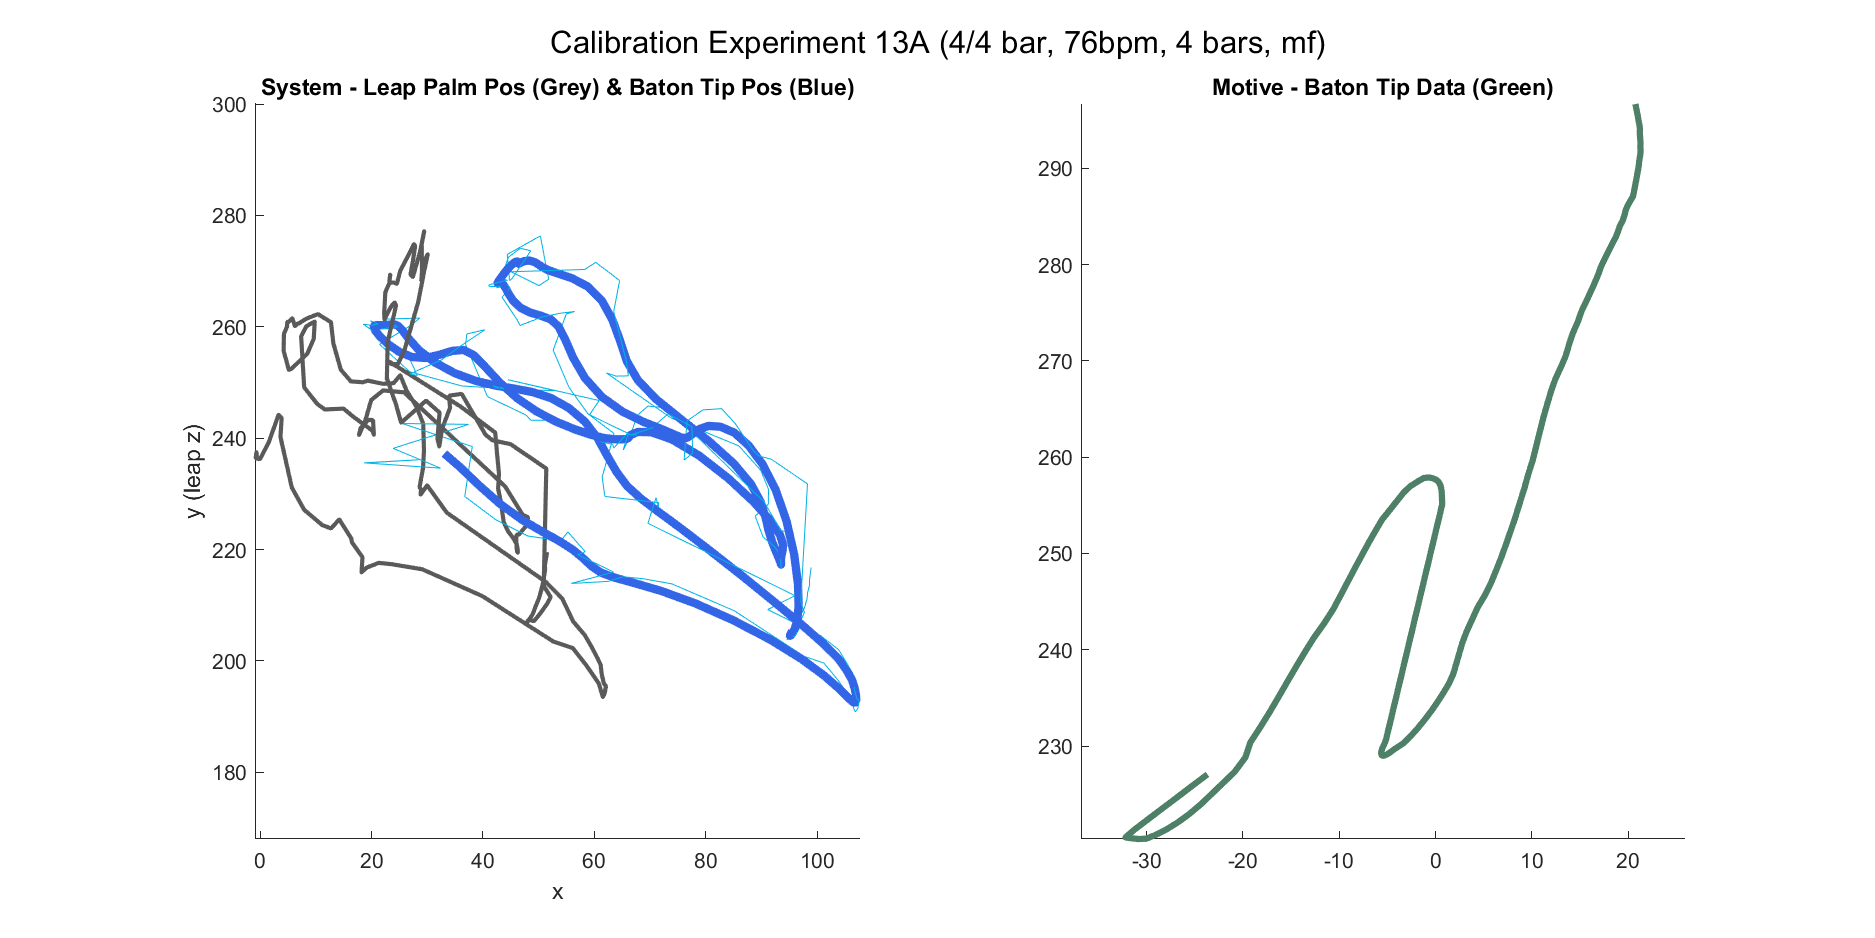 Calibration Experiment 13A (4/4 bar, 76bpm, 4 bars, mf)
System - Leap Palm Pos (Grey) & Baton Tip Pos (Blue)
300
280
260
240
220
200
180
y (leap z)
0 20 40 60 80 100
x
Motive - Baton Tip Data (Green)
290
280
270
260
250
240
230
-30 -20 -10 0 10 20